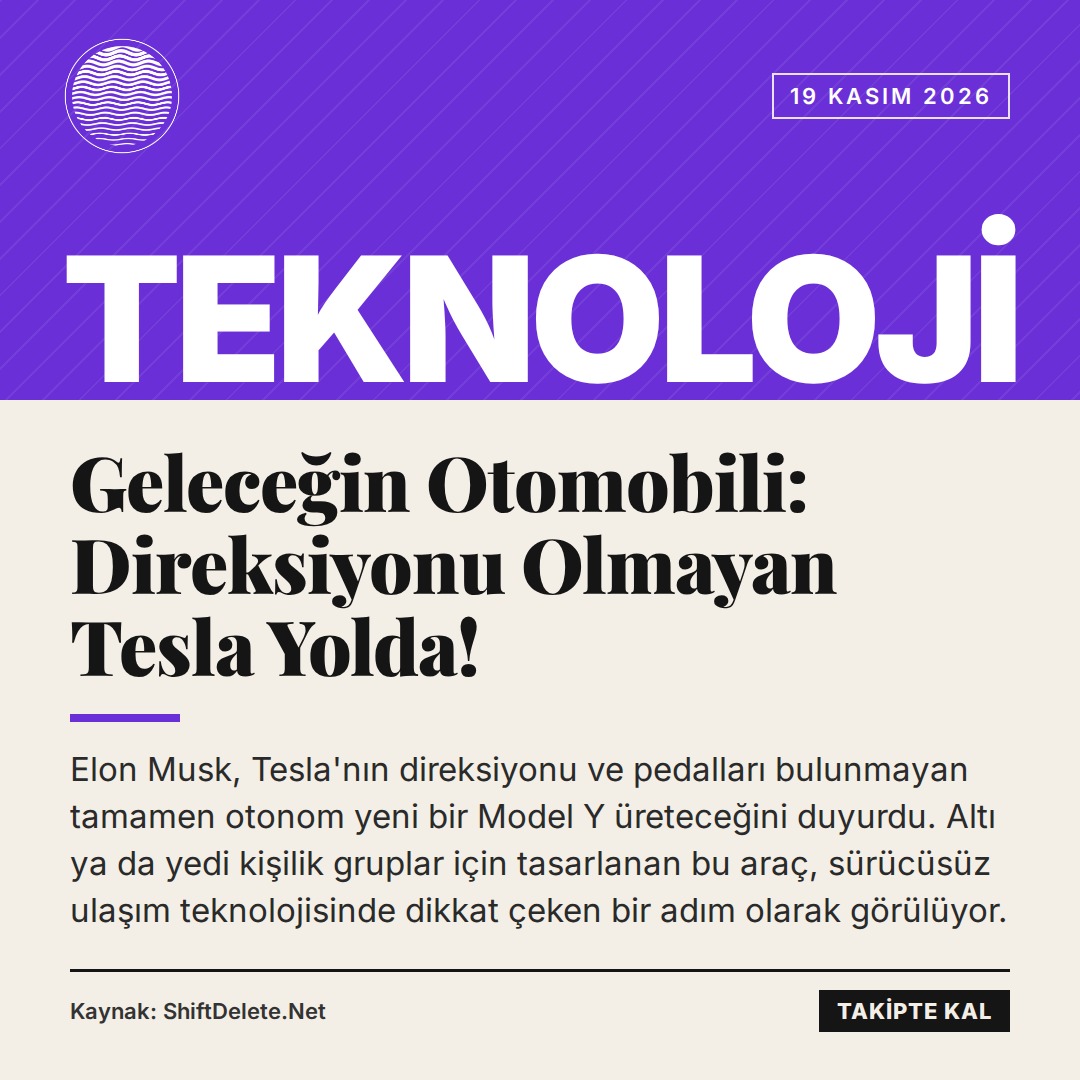 19 KASIM 2026
TEKNOLOJİ
Geleceğin Otomobili:
Direksiyonu Olmayan
Tesla Yolda!
Elon Musk, Tesla'nın direksiyonu ve pedalları bulunmayan
tamamen otonom yeni bir Model Y üreteceğini duyurdu. Altı
ya da yedi kişilik gruplar için tasarlanan bu araç, sürücüsüz
ulaşım teknolojisinde dikkat çeken bir adım olarak görülüyor.
Kaynak: ShiftDelete.Net
TAKİPTE KAL